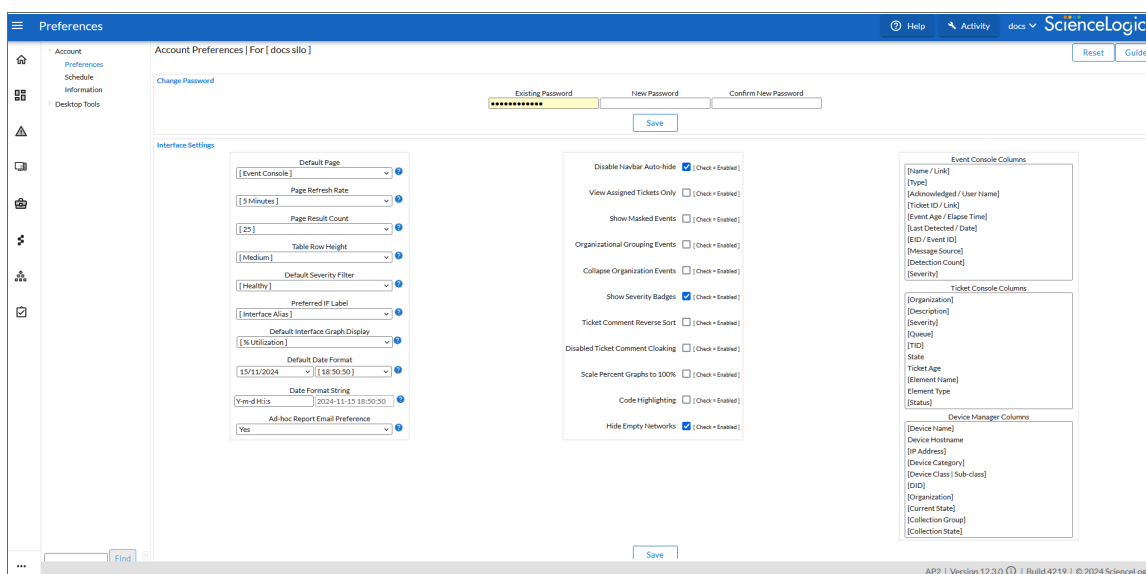 Preferences
Help
Activity
docs
ScienceLogic
Account
Preferences
Schedule
Information
Desktop Tools
Find
Account Preferences | For [ docs sillo ]
Reset
Guide
Change Password
Existing Password
New Password
Confirm New Password
••••••••••••
Save
Interface Settings
Default Page
[ Event Console ]
Page Refresh Rate
[ 5 Minutes ]
Page Result Count
[ 25 ]
Table Row Height
[ Medium ]
Default Severity Filter
[ Healthy ]
Preferred IF Label
[ Interface Alias ]
Default Interface Graph Display
[ % Utilization ]
Default Date Format
15/11/2024 [ 18:50:50 ]
Date Format String
Y-m-d H:i:s 2024-11-15 18:50:50
Ad-hoc Report Email Preference
Yes
Disable Navbar Auto-hide [ Check = Enabled ]
View Assigned Tickets Only [ Check = Enabled ]
Show Masked Events [ Check = Enabled ]
Organizational Grouping Events [ Check = Enabled ]
Collapse Organization Events [ Check = Enabled ]
Show Severity Badges [ Check = Enabled ]
Ticket Comment Reverse Sort [ Check = Enabled ]
Disabled Ticket Comment Cloaking [ Check = Enabled ]
Scale Percent Graphs to 100% [ Check = Enabled ]
Code Highlighting [ Check = Enabled ]
Hide Empty Networks [ Check = Enabled ]
Event Console Columns
[Name / Link]
[Type]
[Acknowledged / User Name]
[Ticket ID / Link]
[Event Age / Elapse Time]
[Last Detected / Date]
[EID / Event ID]
[Message Source]
[Detection Count]
[Severity]
Ticket Console Columns
[Organization]
[Description]
[Severity]
[Queue]
[TID]
State
Ticket Age
[Element Name]
Element Type
[Status]
Device Manager Columns
[Device Name]
Device Hostname
[IP Address]
[Device Category]
[Device Class | Sub-class]
[DID]
[Organization]
[Current State]
[Collection Group]
[Collection State]
Save
AP2 | Version 12.3.0 | Build 4219 | © 2024 ScienceLo